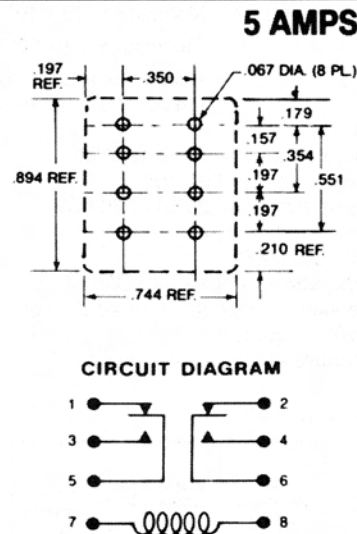 5 AMPS
.197
REF.
.350
.067 DIA. (8 PL.)
.179
.157
.354
.894 REF.
.197
.551
.197
.210 REF.
.744 REF.
CIRCUIT DIAGRAM
1 2
3 4
5 6
7 8